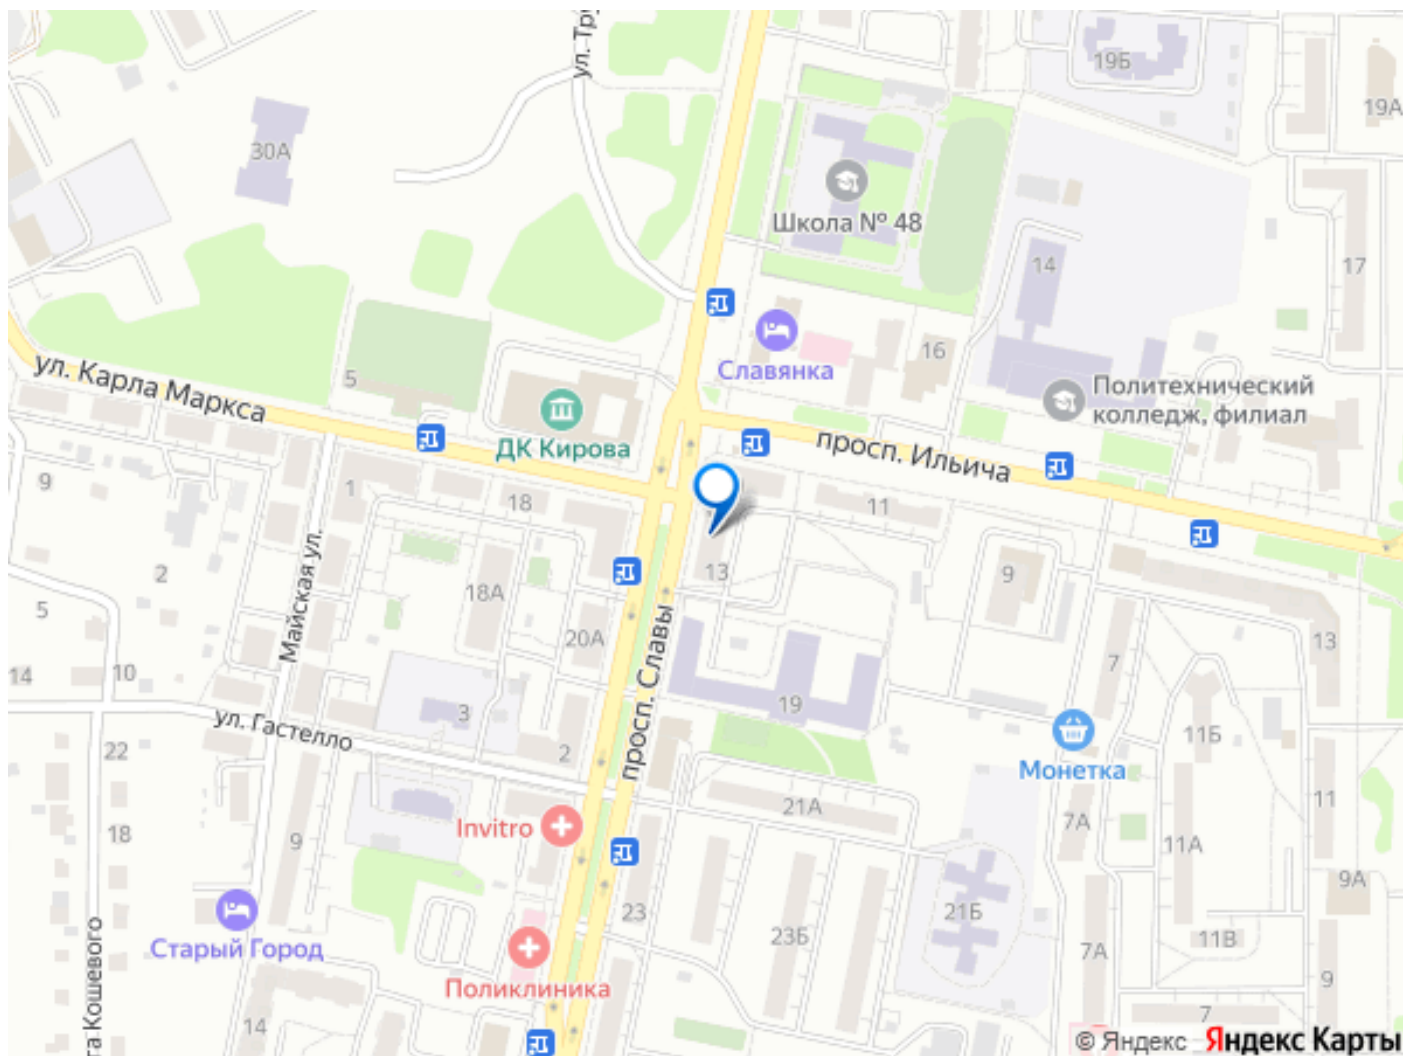 ул. Тру
19Б
19А
30А
Школа № 48
14
17
16
Славянка
ул. Карла Маркса
5
Политехнический
колледж, филиал
ДК Кирова
просп. Ильича
9
1
18
11
Майская ул.
2
18А
13
9
5
20А
просп. Славы
13
7
14
10
3
19
ул. Гастелло
11Б
22
2
Монетка
21А
11
Invitro
7А
18
9
11А
9А
23
21Б
Старый Город
23Б
7А
11В
9
та Кошевого
Поликлиника
14
7
© Яндекс Яндекс Карты